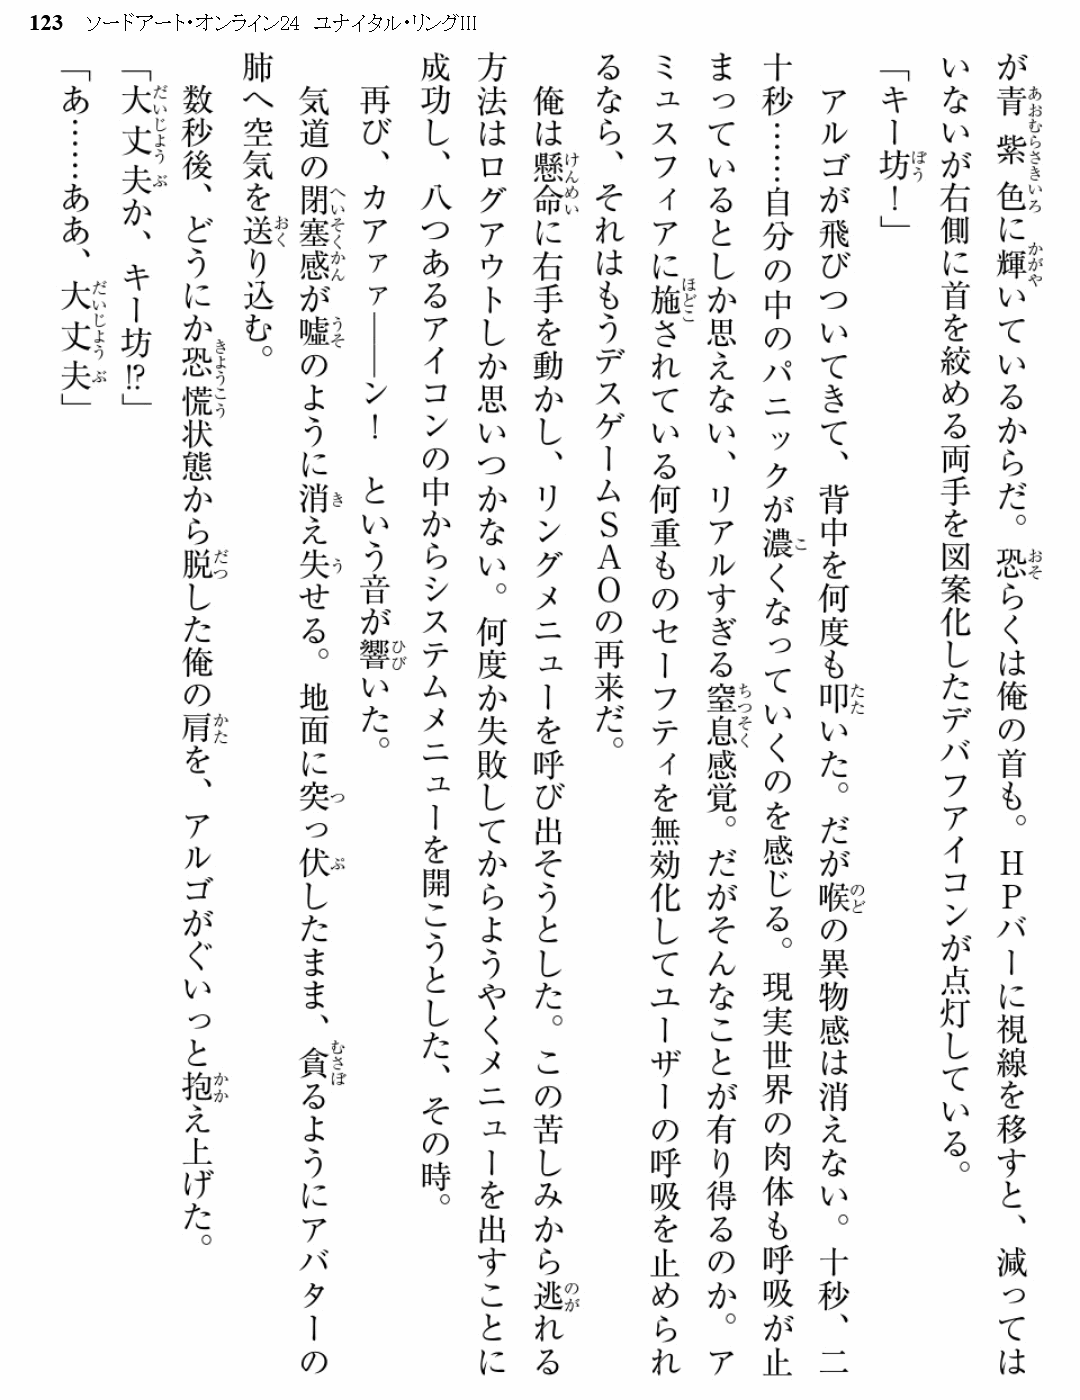 123 ソードアート・オンライン24 ユナイタル・リングIII
が青紫色に輝いているからだ。恐らくは俺の首も。HPバーに視線を移すと、減っては
いないが右側に首を絞める両手を図案化したデバフアイコンが点灯している。
「キー坊！」
アルゴが飛びついてきて、背中を何度も叩いた。だが喉の異物感は消えない。十秒、二
十秒……自分の中のパニックが濃くなっていくのを感じる。現実世界の肉体も呼吸が止
まっているとしか思えない、リアルすぎる窒息感覚。だがそんなことが有り得るのか。ア
ミュスフィアに施されている何重ものセーフティを無効化してユーザーの呼吸を止められ
るなら、それはもうデスゲームSAOの再来だ。
俺は懸命に右手を動かし、リングメニューを呼び出そうとした。この苦しみから逃れる
方法はログアウトしか思いつかない。何度か失敗してからようやくメニューを出すことに
成功し、八つあるアイコンの中からシステムメニューを開こうとした、その時。
再び、カアァァ――ン！　という音が響いた。
気道の閉塞感が嘘のように消え失せる。地面に突っ伏したまま、貪るようにアバターの
肺へ空気を送り込む。
数秒後、どうにか恐慌状態から脱した俺の肩を、アルゴがぐいっと抱え上げた。
「大丈夫か、キー坊!?」
「あ……ああ、大丈夫」